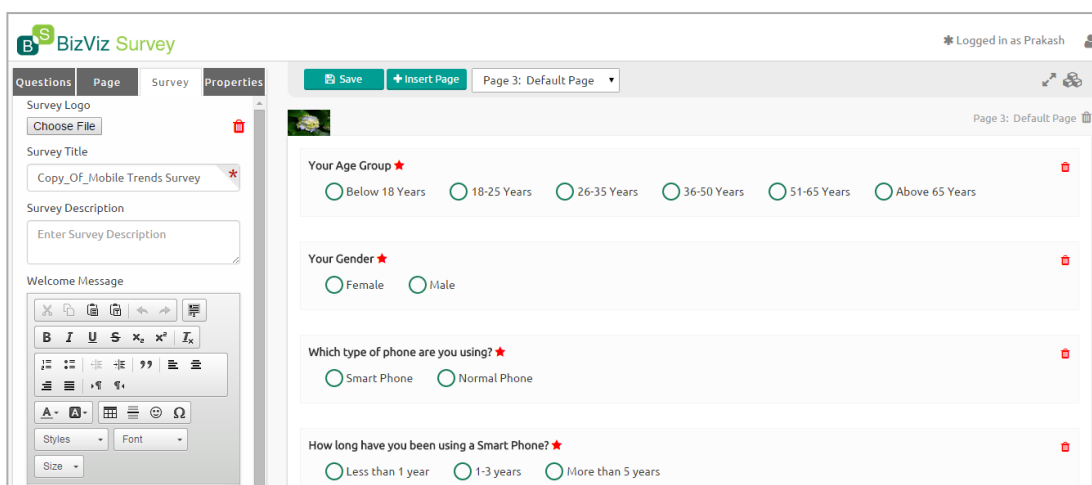 BS BizViz Survey
Logged in as Prakash
Questions Page Survey Properties
Save Insert Page Page 3: Default Page
Survey Logo
Choose File
Page 3: Default Page
Survey Title
Copy_Of_Mobile Trends Survey *
Your Age Group
Below 18 Years 18-25 Years 26-35 Years 36-50 Years 51-65 Years Above 65 Years
Survey Description
Enter Survey Description
Your Gender
Female Male
Welcome Message
B I U S x₂ x² Iₓ
Which type of phone are you using?
Smart Phone Normal Phone
A A Ω
Styles Font
Size
How long have you been using a Smart Phone?
Less than 1 year 1-3 years More than 5 years